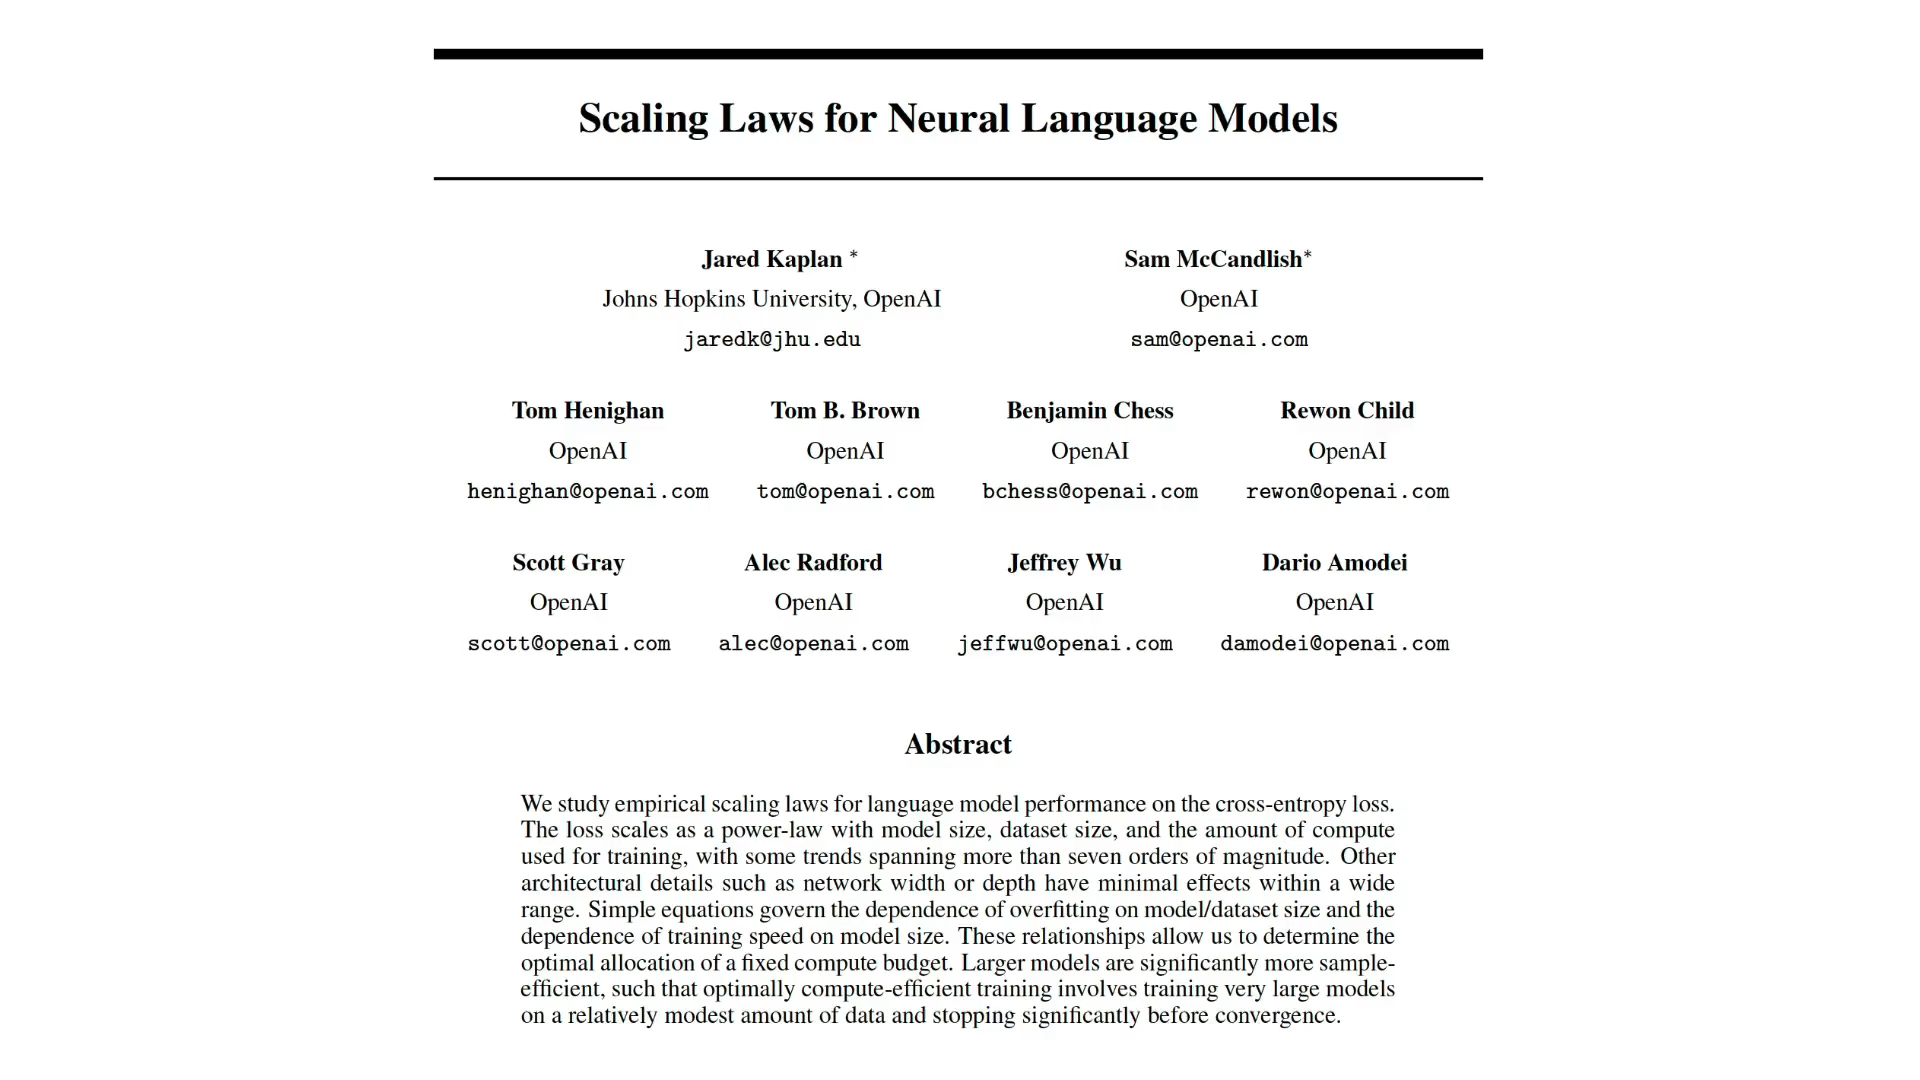 Scaling Laws for Neural Language Models
Jared Kaplan *
Sam McCandlish*
Johns Hopkins University, OpenAI
OpenAI
jaredk@jhu.edu
sam@openai.com
Tom Henighan
Tom B. Brown
Benjamin Chess
Rewon Child
OpenAI
OpenAI
OpenAI
OpenAI
henighan@openai.com
tom@openai.com
bchess@openai.com
rewon@openai.com
Scott Gray
Alec Radford
Jeffrey Wu
Dario Amodei
OpenAI
OpenAI
OpenAI
OpenAI
scott@openai.com
alec@openai.com
jeffwu@openai.com
damodei@openai.com
Abstract
We study empirical scaling laws for language model performance on the cross-entropy loss.
The loss scales as a power-law with model size, dataset size, and the amount of compute
used for training, with some trends spanning more than seven orders of magnitude. Other
architectural details such as network width or depth have minimal effects within a wide
range. Simple equations govern the dependence of overfitting on model/dataset size and the
dependence of training speed on model size. These relationships allow us to determine the
optimal allocation of a fixed compute budget. Larger models are significantly more sample-
efficient, such that optimally compute-efficient training involves training very large models
on a relatively modest amount of data and stopping significantly before convergence.